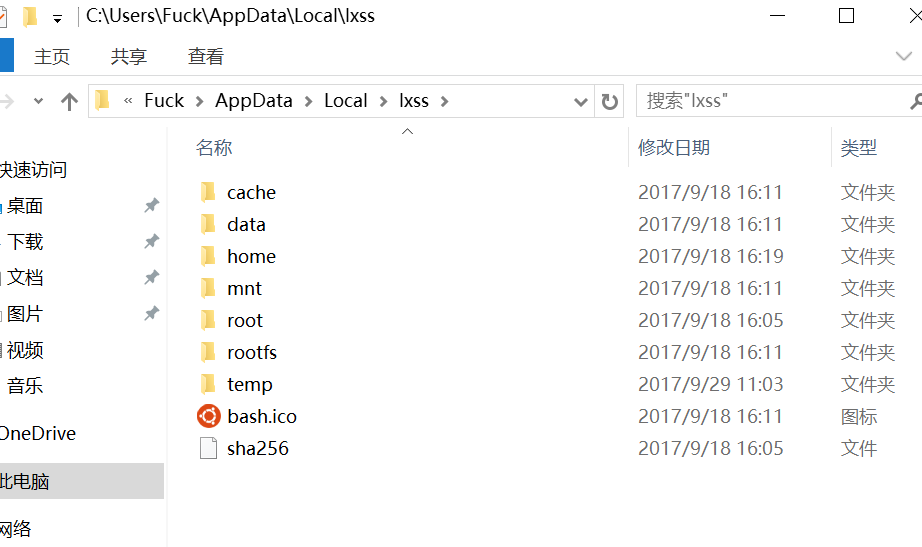 C:\Users\Fuck\AppData\Local\lxss
主页 共享 查看
« Fuck > AppData > Local > lxss > 搜索"lxss"
名称 修改日期 类型
快速访问
桌面
下载
文档
图片
视频
音乐
OneDrive
此电脑
网络
cache 2017/9/18 16:11 文件夹
data 2017/9/18 16:11 文件夹
home 2017/9/18 16:19 文件夹
mnt 2017/9/18 16:11 文件夹
root 2017/9/18 16:05 文件夹
rootfs 2017/9/18 16:11 文件夹
temp 2017/9/29 11:03 文件夹
bash.ico 2017/9/18 16:11 图标
sha256 2017/9/18 16:05 文件